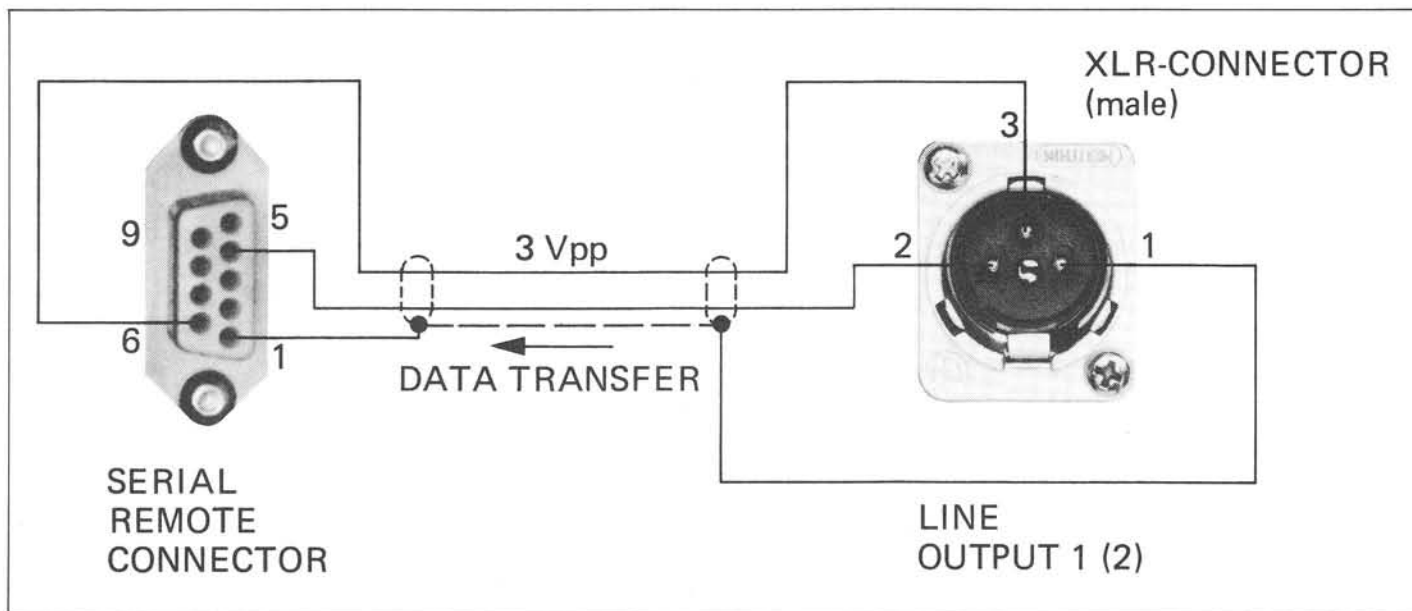 XLR-CONNECTOR
(male)
3
9
5
3 Vpp
2
1
6
1
DATA TRANSFER
SERIAL
REMOTE
CONNECTOR
LINE
OUTPUT 1 (2)